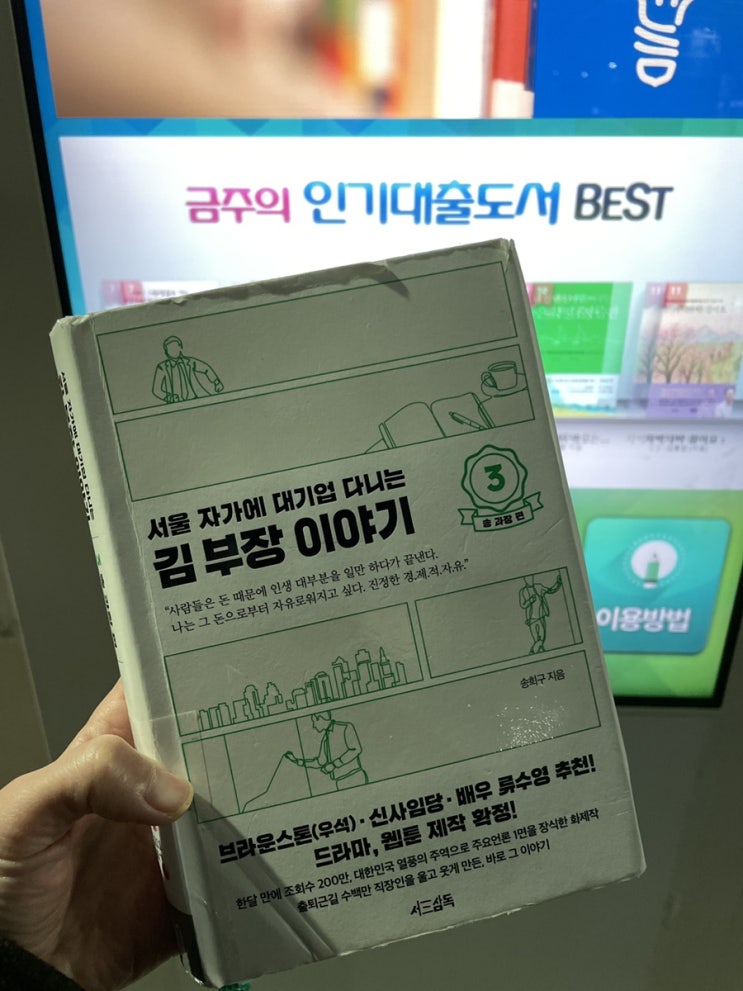 금주의 인기대출도서 BEST
서울 자가에 대기업 다니는
김 부장 이야기
3
송 과장 편
“사람들은 돈 때문에 인생 대부분을 일만 하다가 끝낸다.
나는 그 돈으로부터 자유로워지고 싶다. 진정한 경.제.적.자.유.”
송희구 지음
브라운스톤(우석)·신사임당·배우 류수영 추천!
드라마, 웹툰 제작 확정!
한달 만에 조회수 200만, 대한민국 열풍의 주역으로 주요언론 1면을 장식한 화제작
출퇴근길 수백만 직장인을 울고 웃게 만든, 바로 그 이야기
서삼독
이용방법